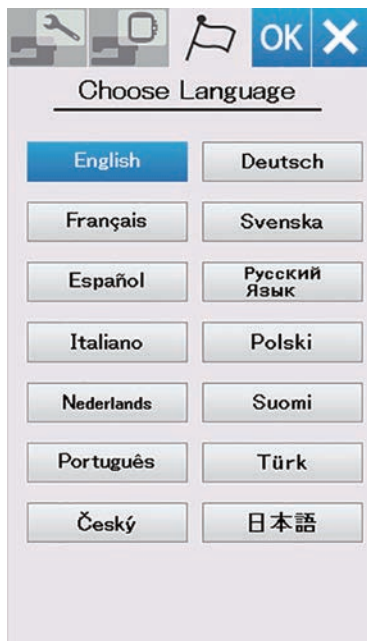 OK
Choose Language
English
Deutsch
Français
Svenska
Español
Русский
Язык
Italiano
Polski
Nederlands
Suomi
Português
Türk
Český
日本語